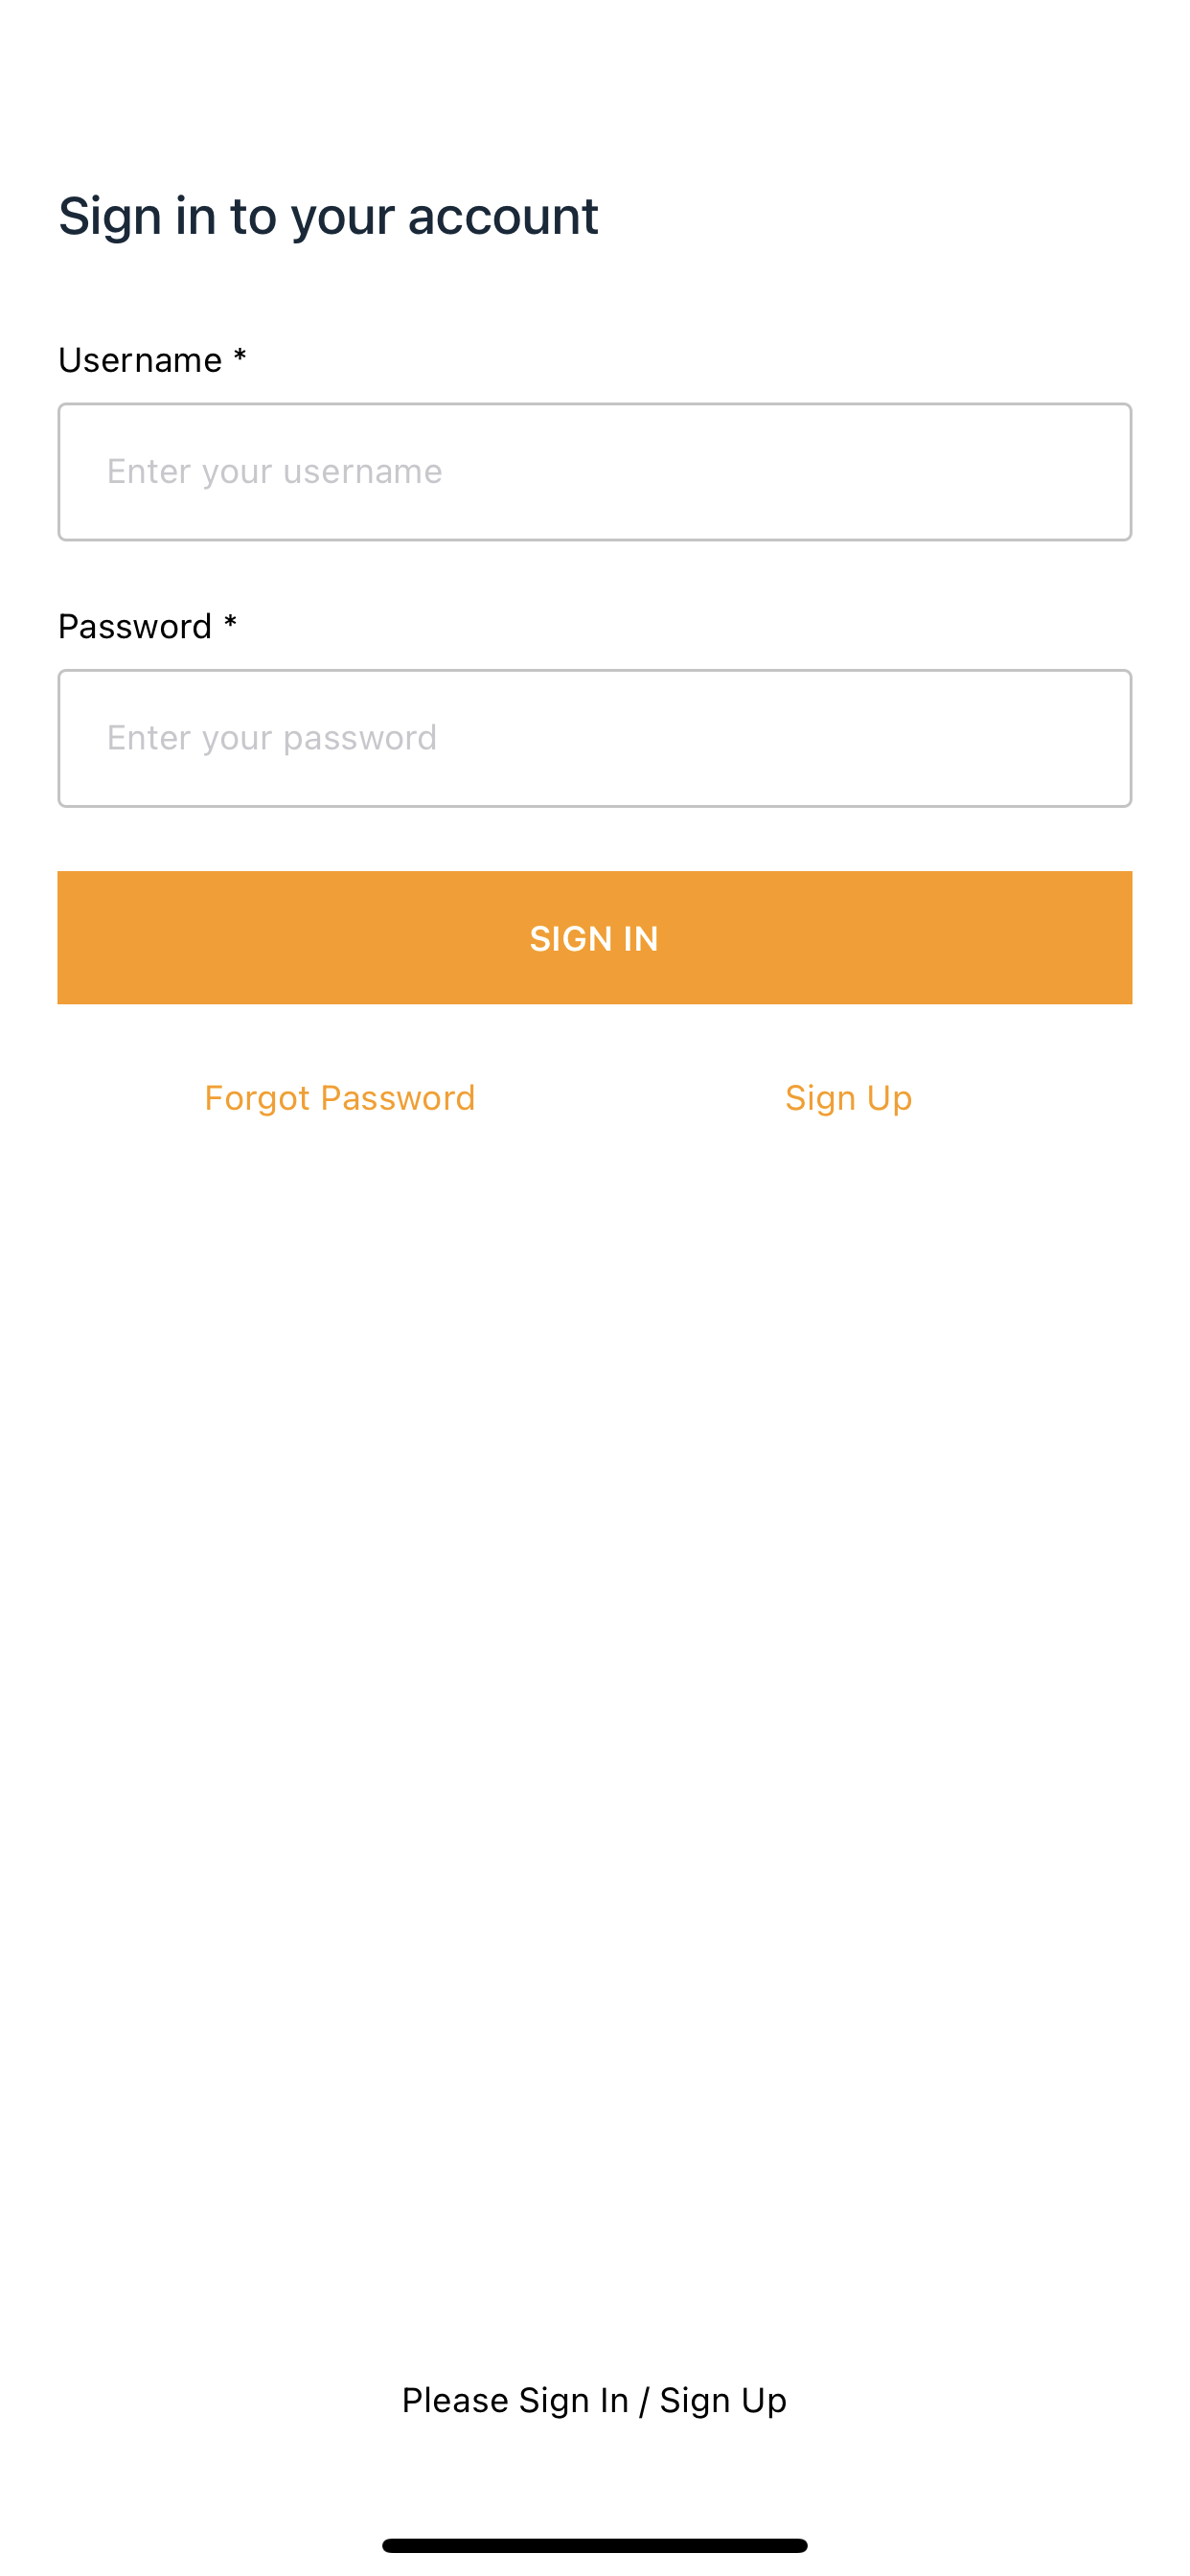 Sign in to your account
Username *
Enter your username
Password *
Enter your password
SIGN IN
Forgot Password
Sign Up
Please Sign In / Sign Up